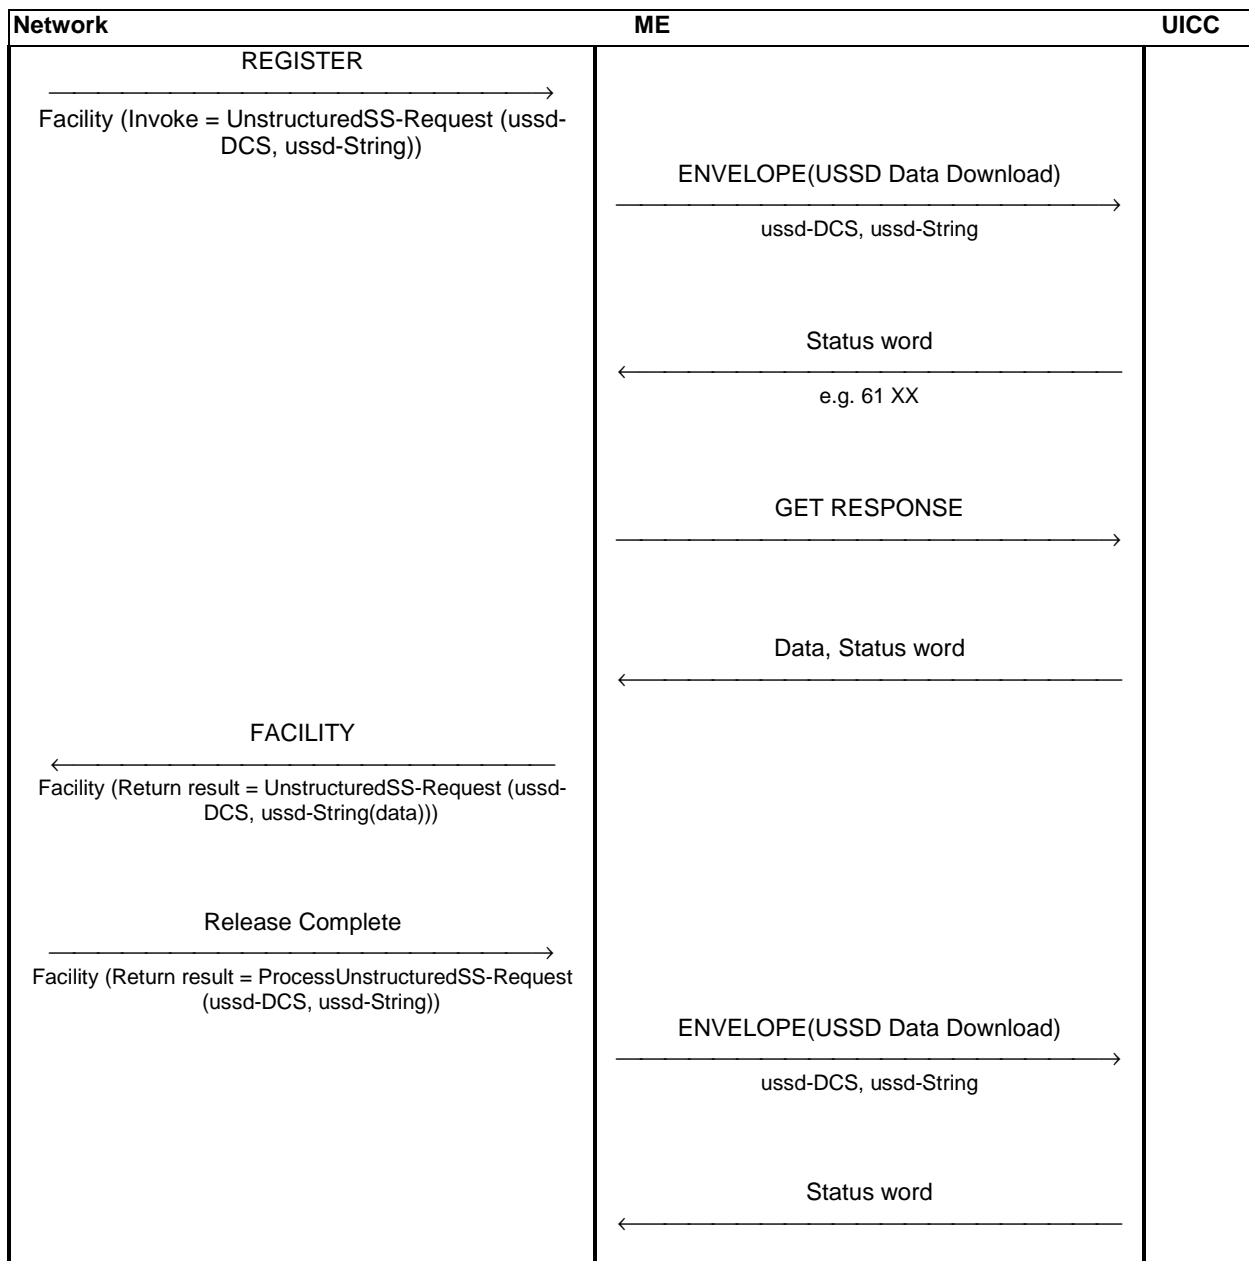 Network ME UICC
REGISTER
Facility (Invoke = UnstructuredSS-Request (ussd-
DCS, ussd-String))
ENVELOPE(USSD Data Download)
ussd-DCS, ussd-String
Status word
e.g. 61 XX
GET RESPONSE
Data, Status word
FACILITY
Facility (Return result = UnstructuredSS-Request (ussd-
DCS, ussd-String(data)))
Release Complete
Facility (Return result = ProcessUnstructuredSS-Request
(ussd-DCS, ussd-String))
ENVELOPE(USSD Data Download)
ussd-DCS, ussd-String
Status word